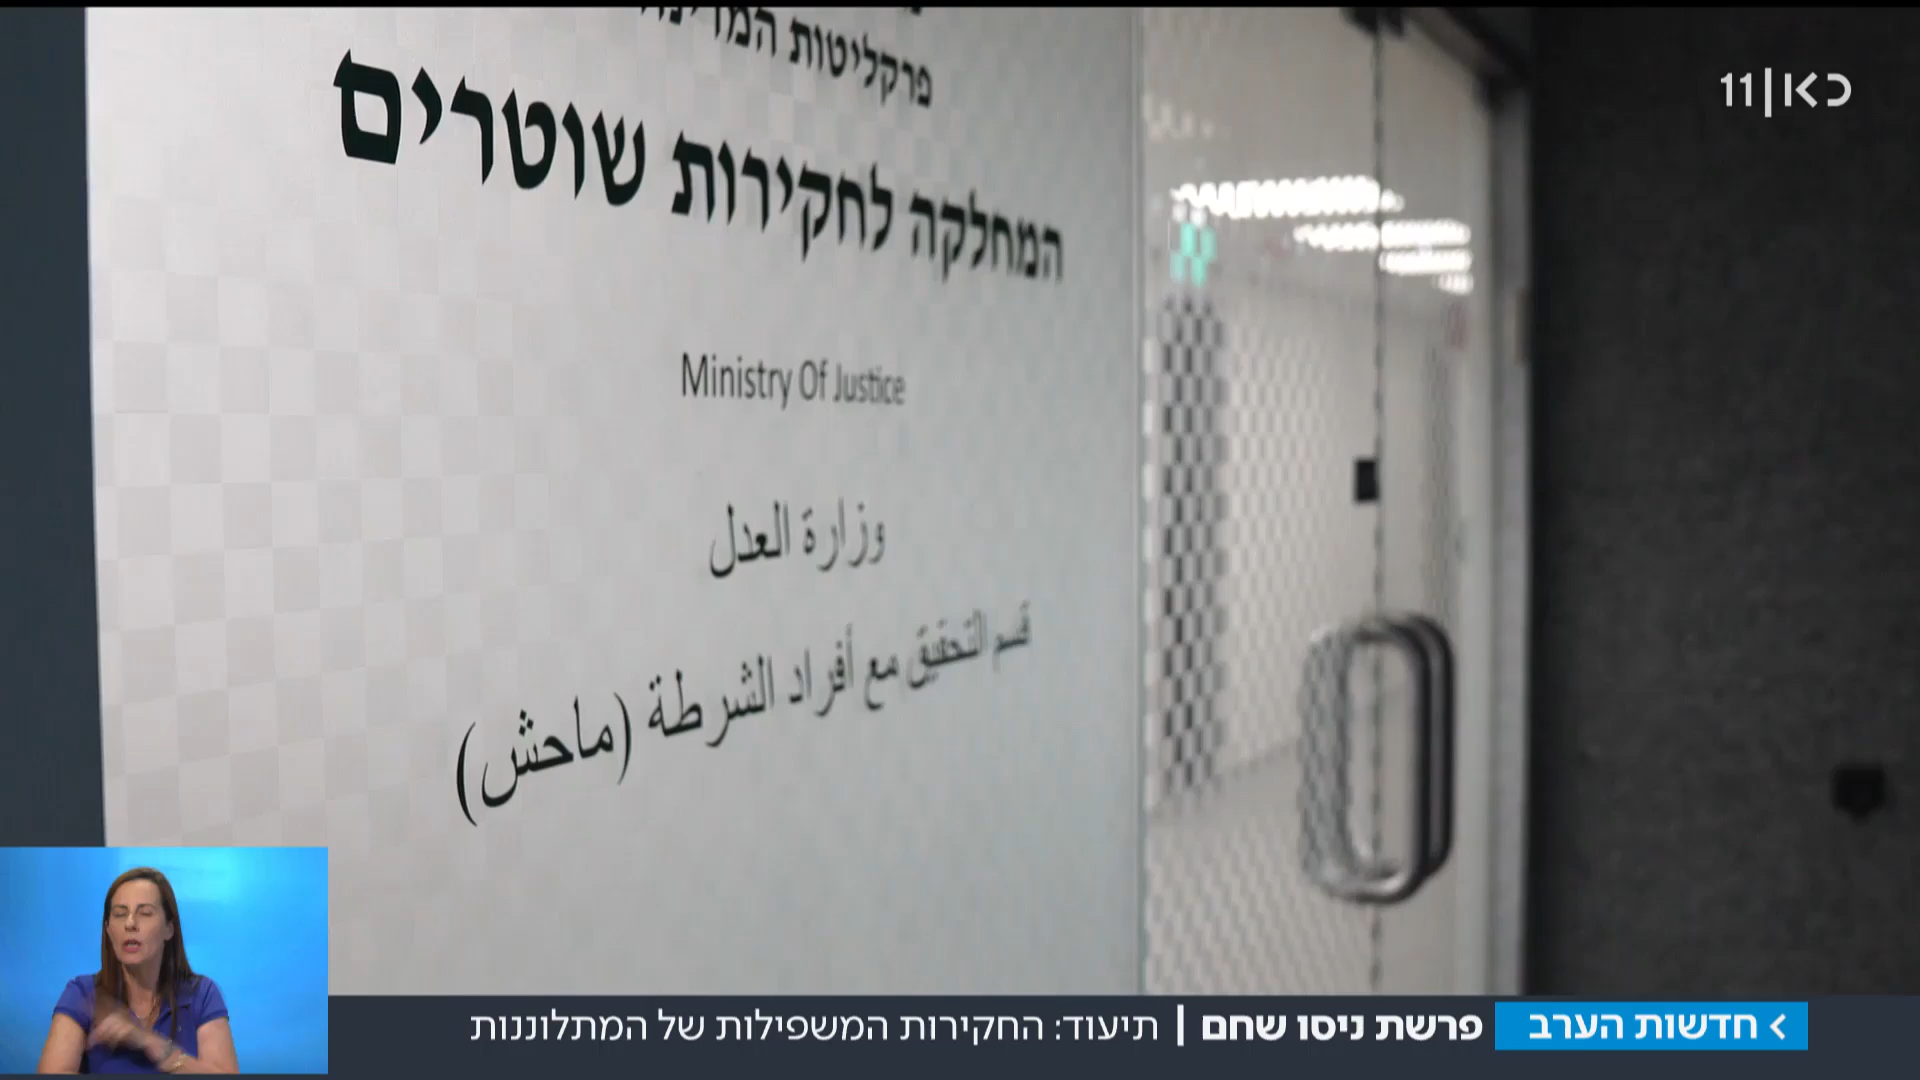 כאן|11
פרקליטות המדינה
המחלקה לחקירות שוטרים
Ministry Of Justice
وزارة العدل
قسم التحقيق مع أفراد الشرطة (ماحش)
חדשות הערב
פרשת ניסו שחם | תיעוד: החקירות המשפילות של המתלוננות